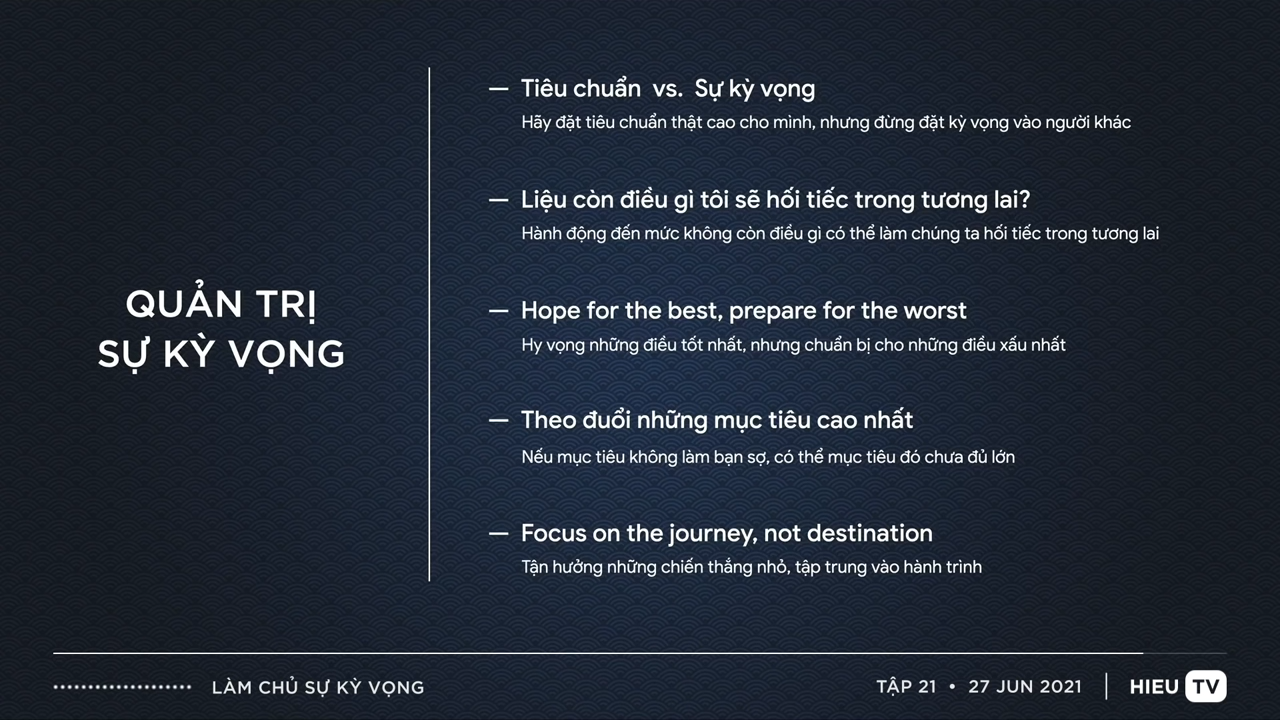 QUẢN TRỊ
SỰ KỲ VỌNG
— Tiêu chuẩn vs. Sự kỳ vọng
Hãy đặt tiêu chuẩn thật cao cho mình, nhưng đừng đặt kỳ vọng vào người khác
— Liệu còn điều gì tôi sẽ hối tiếc trong tương lai?
Hành động đến mức không còn điều gì có thể làm chúng ta hối tiếc trong tương lai
— Hope for the best, prepare for the worst
Hy vọng những điều tốt nhất, nhưng chuẩn bị cho những điều xấu nhất
— Theo đuổi những mục tiêu cao nhất
Nếu mục tiêu không làm bạn sợ, có thể mục tiêu đó chưa đủ lớn
— Focus on the journey, not destination
Tận hưởng những chiến thắng nhỏ, tập trung vào hành trình
LÀM CHỦ SỰ KỲ VỌNG
TẬP 21 • 27 JUN 2021 | HIEU TV